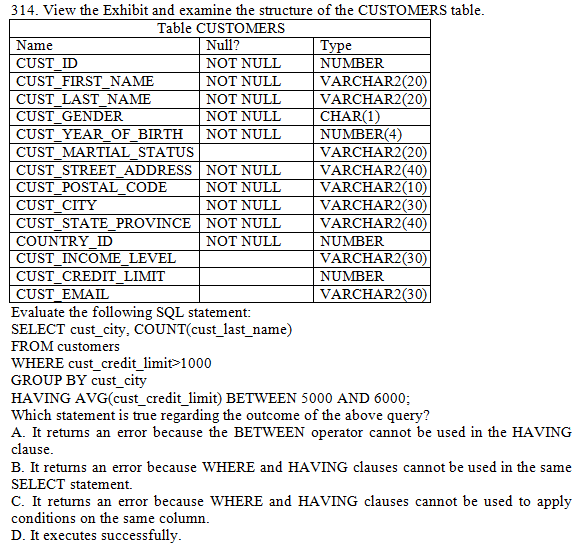 314. View the Exhibit and examine the structure of the CUSTOMERS table.
Table CUSTOMERS
Name Null? Type
CUST_ID NOT NULL NUMBER
CUST_FIRST_NAME NOT NULL VARCHAR2(20)
CUST_LAST_NAME NOT NULL VARCHAR2(20)
CUST_GENDER NOT NULL CHAR(1)
CUST_YEAR_OF_BIRTH NOT NULL NUMBER(4)
CUST_MARTIAL_STATUS VARCHAR2(20)
CUST_STREET_ADDRESS NOT NULL VARCHAR2(40)
CUST_POSTAL_CODE NOT NULL VARCHAR2(10)
CUST_CITY NOT NULL VARCHAR2(30)
CUST_STATE_PROVINCE NOT NULL VARCHAR2(40)
COUNTRY_ID NOT NULL NUMBER
CUST_INCOME_LEVEL VARCHAR2(30)
CUST_CREDIT_LIMIT NUMBER
CUST_EMAIL VARCHAR2(30)
Evaluate the following SQL statement:
SELECT cust_city, COUNT(cust_last_name)
FROM customers
WHERE cust_credit_limit>1000
GROUP BY cust_city
HAVING AVG(cust_credit_limit) BETWEEN 5000 AND 6000;
Which statement is true regarding the outcome of the above query?
A. It returns an error because the BETWEEN operator cannot be used in the HAVING
clause.
B. It returns an error because WHERE and HAVING clauses cannot be used in the same
SELECT statement.
C. It returns an error because WHERE and HAVING clauses cannot be used to apply
conditions on the same column.
D. It executes successfully.